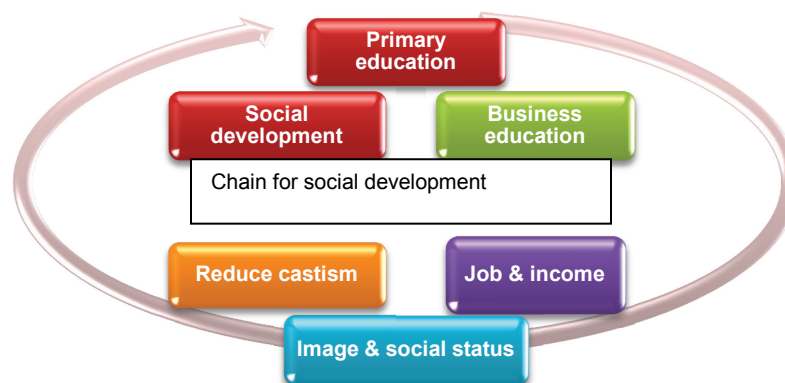 Primary
education
Social
development
Business
education
Chain for social development
Reduce castism
Job & income
Image & social status